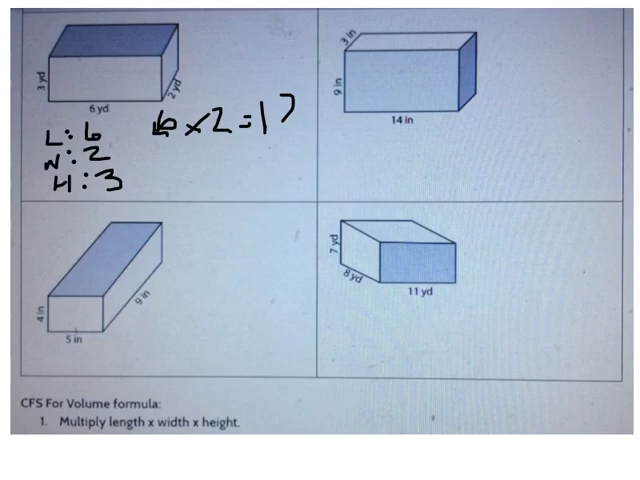 3 yd
6 yd
2 yd
L: 6
W: 2
H: 3
6 x 2 = 12
3 in
9 in
14 in
4 in
5 in
9 in
7 yd
8 yd
11 yd
CFS For Volume formula:
1. Multiply length x width x height.